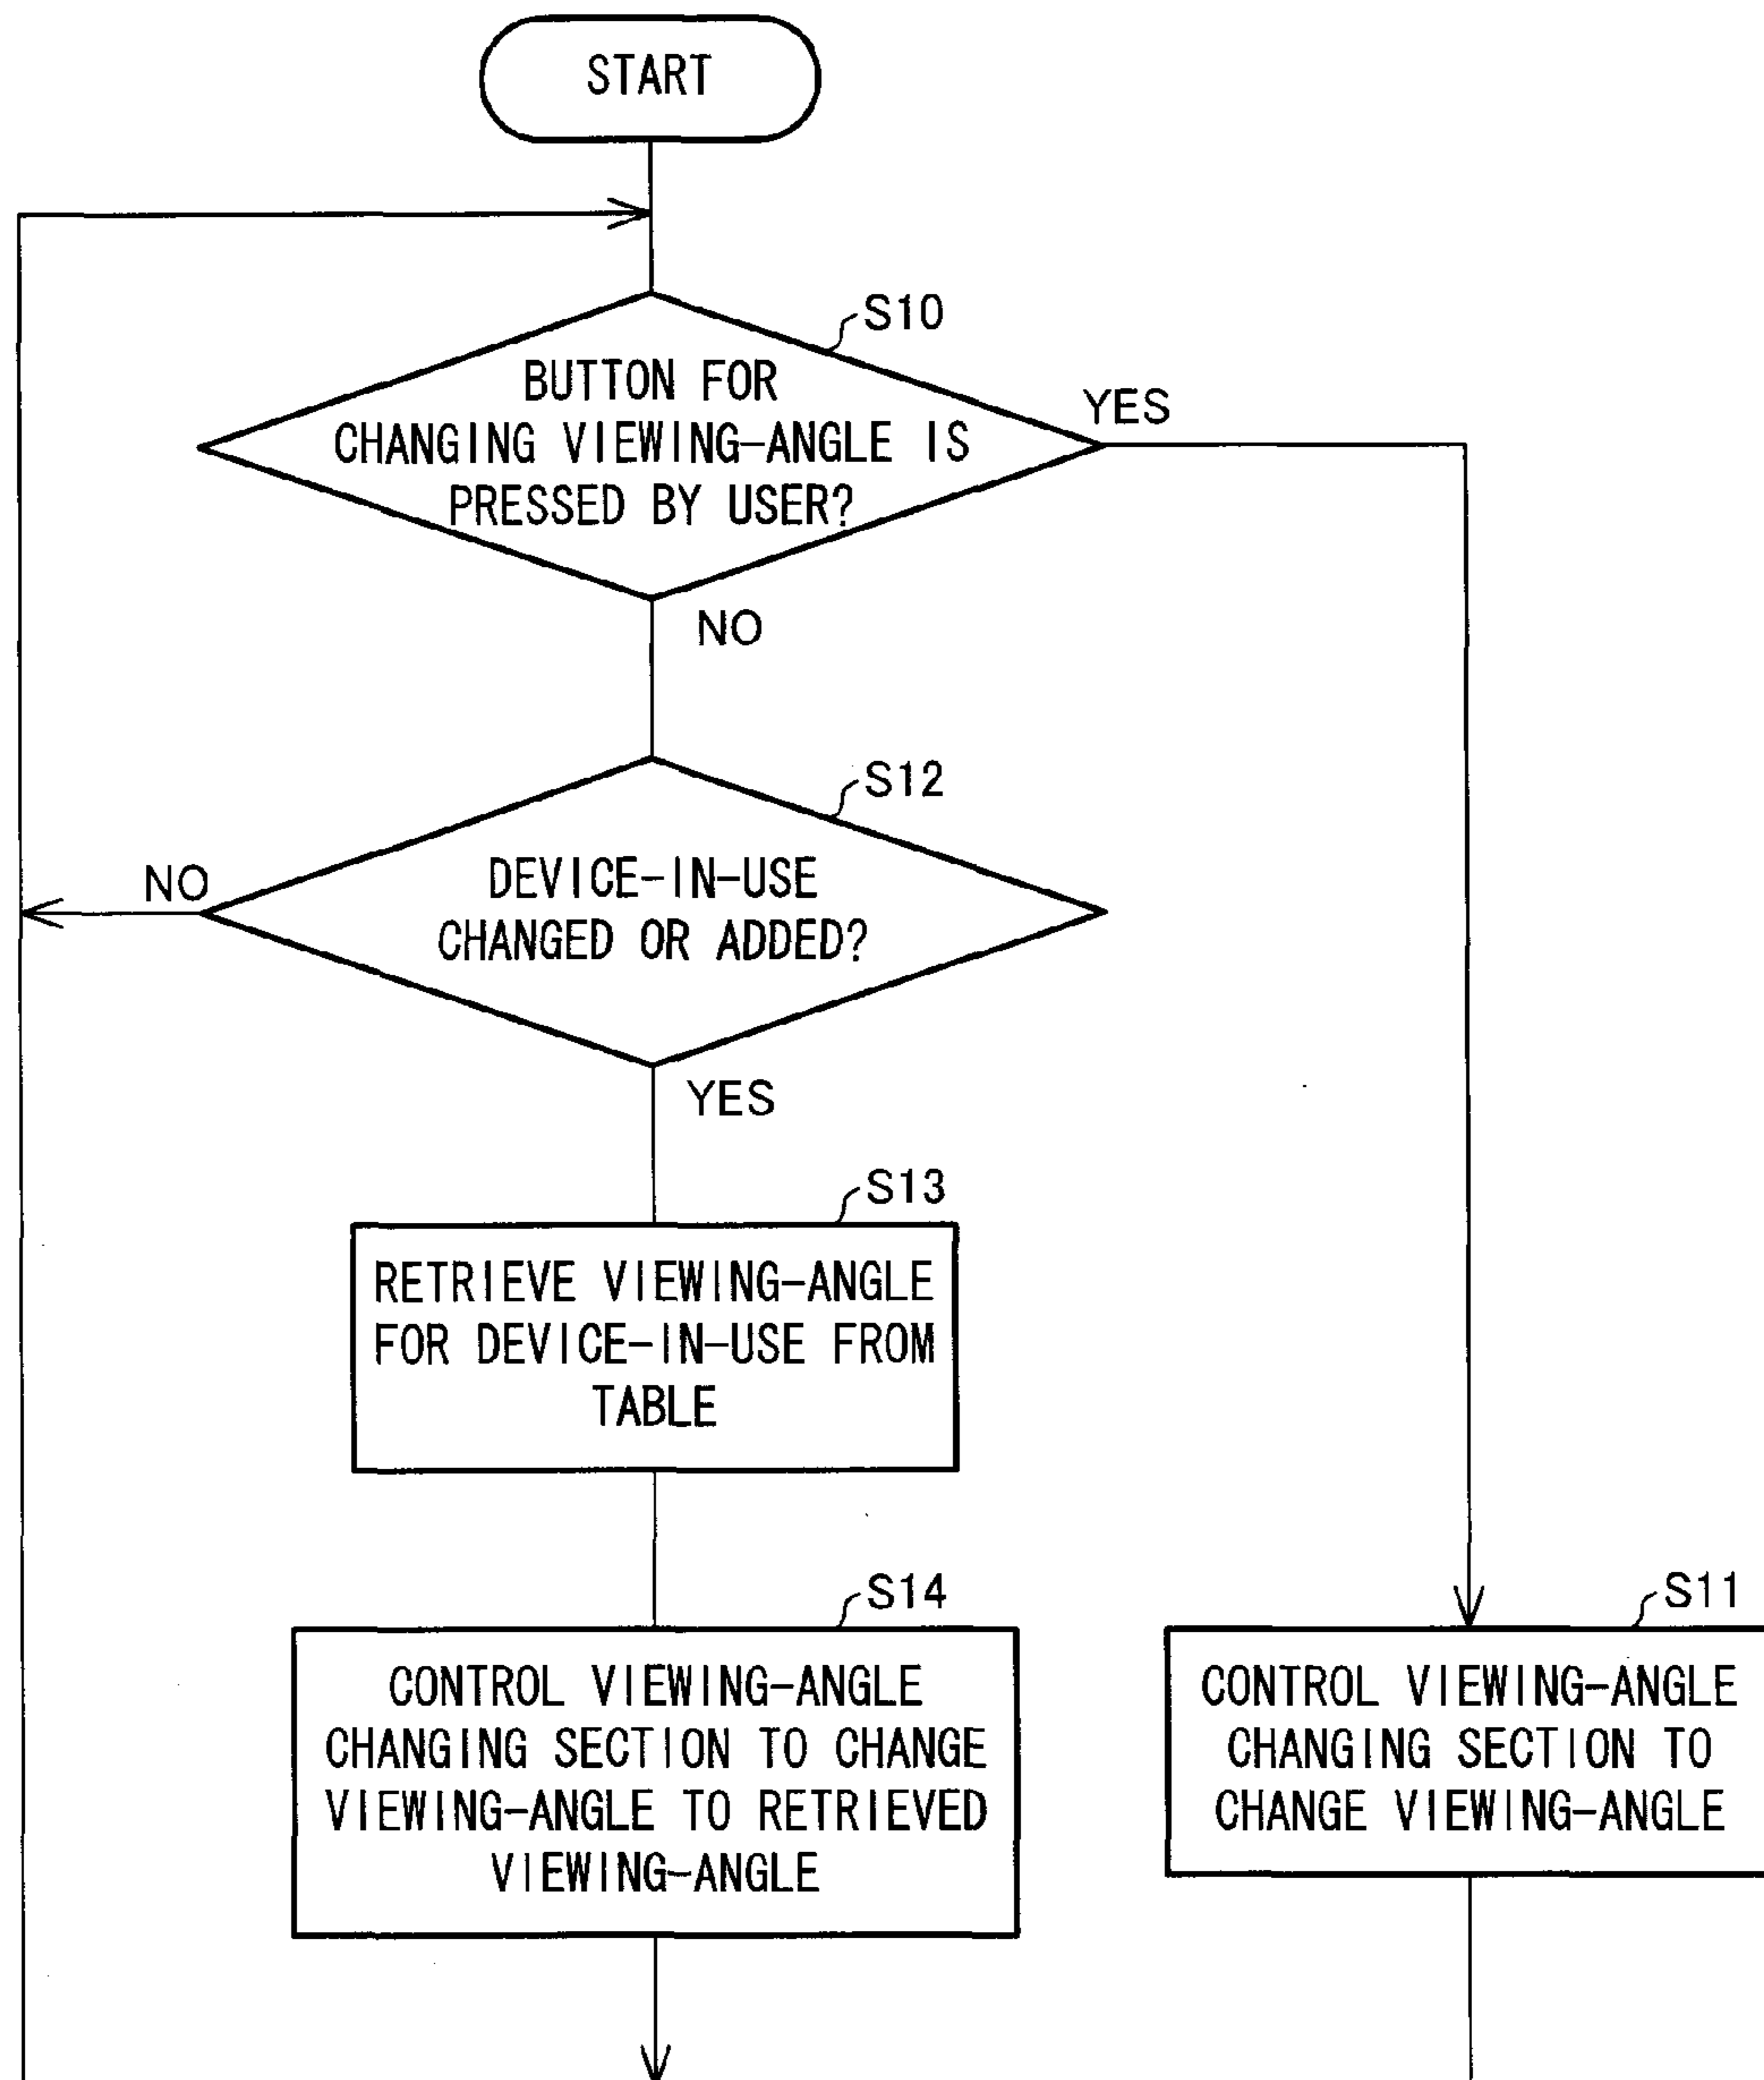 START
S10
BUTTON FOR
CHANGING VIEWING-ANGLE IS
PRESSED BY USER?
YES
NO
S12
DEVICE-IN-USE
CHANGED OR ADDED?
NO
YES
S13
RETRIEVE VIEWING-ANGLE
FOR DEVICE-IN-USE FROM
TABLE
S14
CONTROL VIEWING-ANGLE
CHANGING SECTION TO CHANGE
VIEWING-ANGLE TO RETRIEVED
VIEWING-ANGLE
S11
CONTROL VIEWING-ANGLE
CHANGING SECTION TO
CHANGE VIEWING-ANGLE